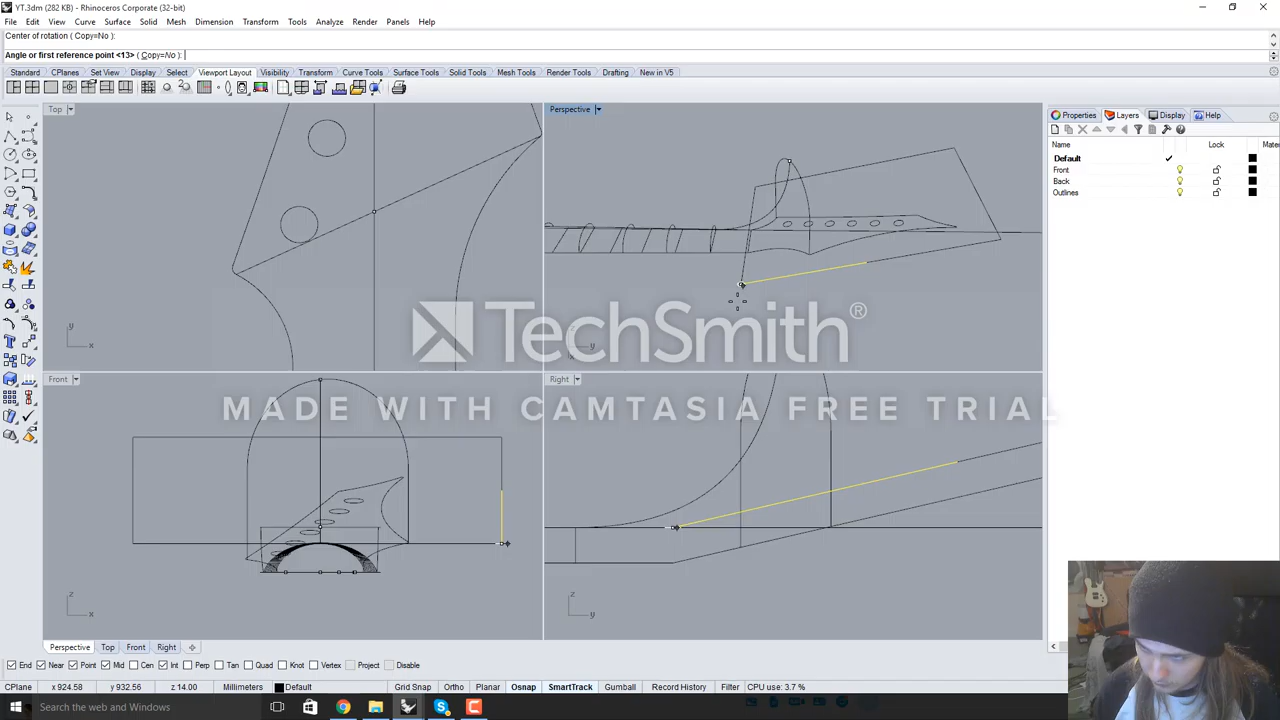 YT.3dm (282 KB) - Rhinoceros Corporate (32-bit)
File Edit View Curve Surface Solid Mesh Dimension Transform Tools Analyze Render Panels Help
Center of rotation ( Copy=No ):
Angle or first reference point <13> ( Copy=No ):
Standard CPlanes Set View Display Select Viewport Layout Visibility Transform Curve Tools Surface Tools Solid Tools Mesh Tools Render Tools Drafting New in V5
Top
Perspective
Properties Layers Display Help
Name Lock Mate
Default
Front
Back
Outlines
y
x
y
x
TechSmith®
MADE WITH CAMTASIA FREE TRIAL
Front
Right
z
x
z
y
Perspective Top Front Right
End Near Point Mid Cen Int Perp Tan Quad Knot Vertex Project Disable
CPlane x 924.58 y 932.56 z 14.00 Millimeters Default Grid Snap Ortho Planar Osnap SmartTrack Gumball Record History Filter CPU use: 3.7 %
Search the web and Windows